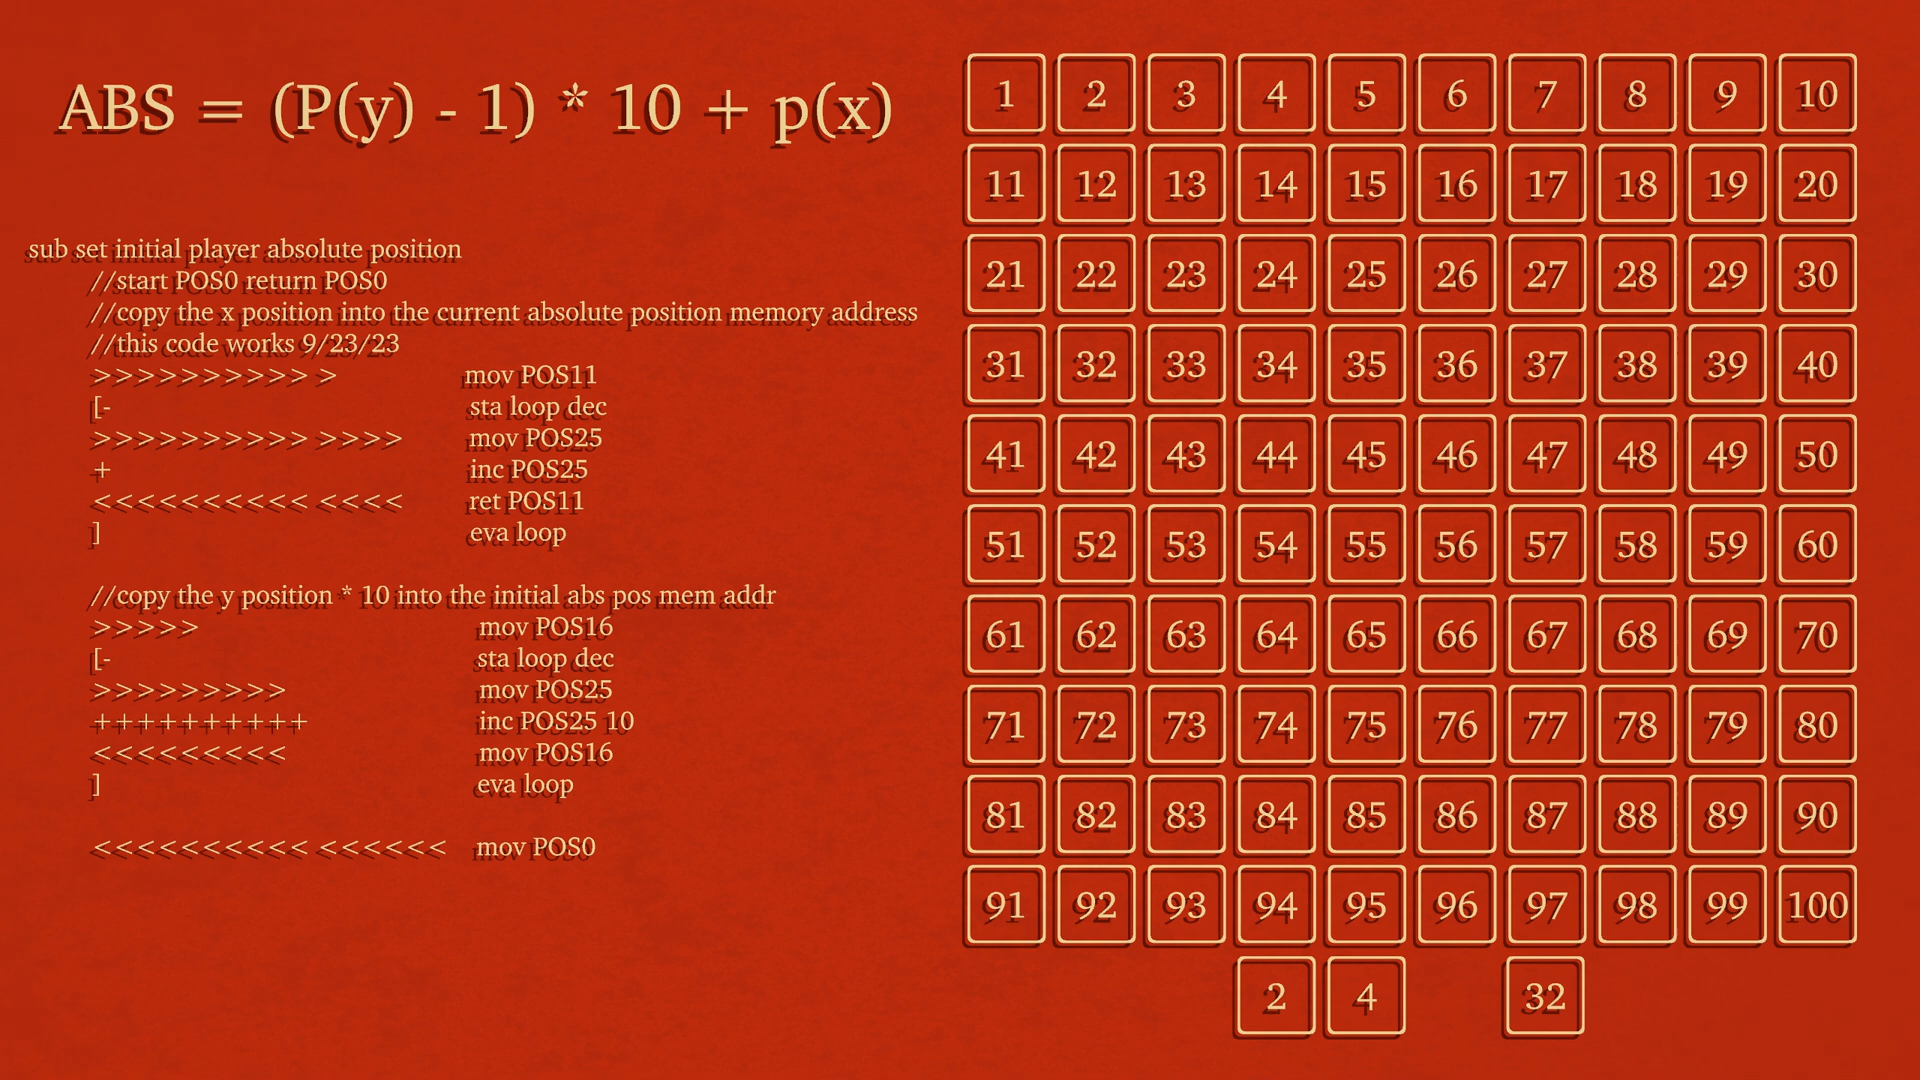 ABS = (P(y) - 1) * 10 + p(x)
sub set initial player absolute position
//start POS0 return POS0
//copy the x position into the current absolute position memory address
//this code works 9/23/23
>>>>>>>>>> > mov POS11
[- sta loop dec
>>>>>>>>>> >>>> mov POS25
+ inc POS25
<<<<<<<<<< <<<< ret POS11
] eva loop
//copy the y position * 10 into the initial abs pos mem addr
>>>>> mov POS16
[- sta loop dec
>>>>>>>>> mov POS25
++++++++++ inc POS25 10
<<<<<<<<< mov POS16
] eva loop
<<<<<<<<<< <<<<<< mov POS0
1 2 3 4 5 6 7 8 9 10
11 12 13 14 15 16 17 18 19 20
21 22 23 24 25 26 27 28 29 30
31 32 33 34 35 36 37 38 39 40
41 42 43 44 45 46 47 48 49 50
51 52 53 54 55 56 57 58 59 60
61 62 63 64 65 66 67 68 69 70
71 72 73 74 75 76 77 78 79 80
81 82 83 84 85 86 87 88 89 90
91 92 93 94 95 96 97 98 99 100
2 4 32